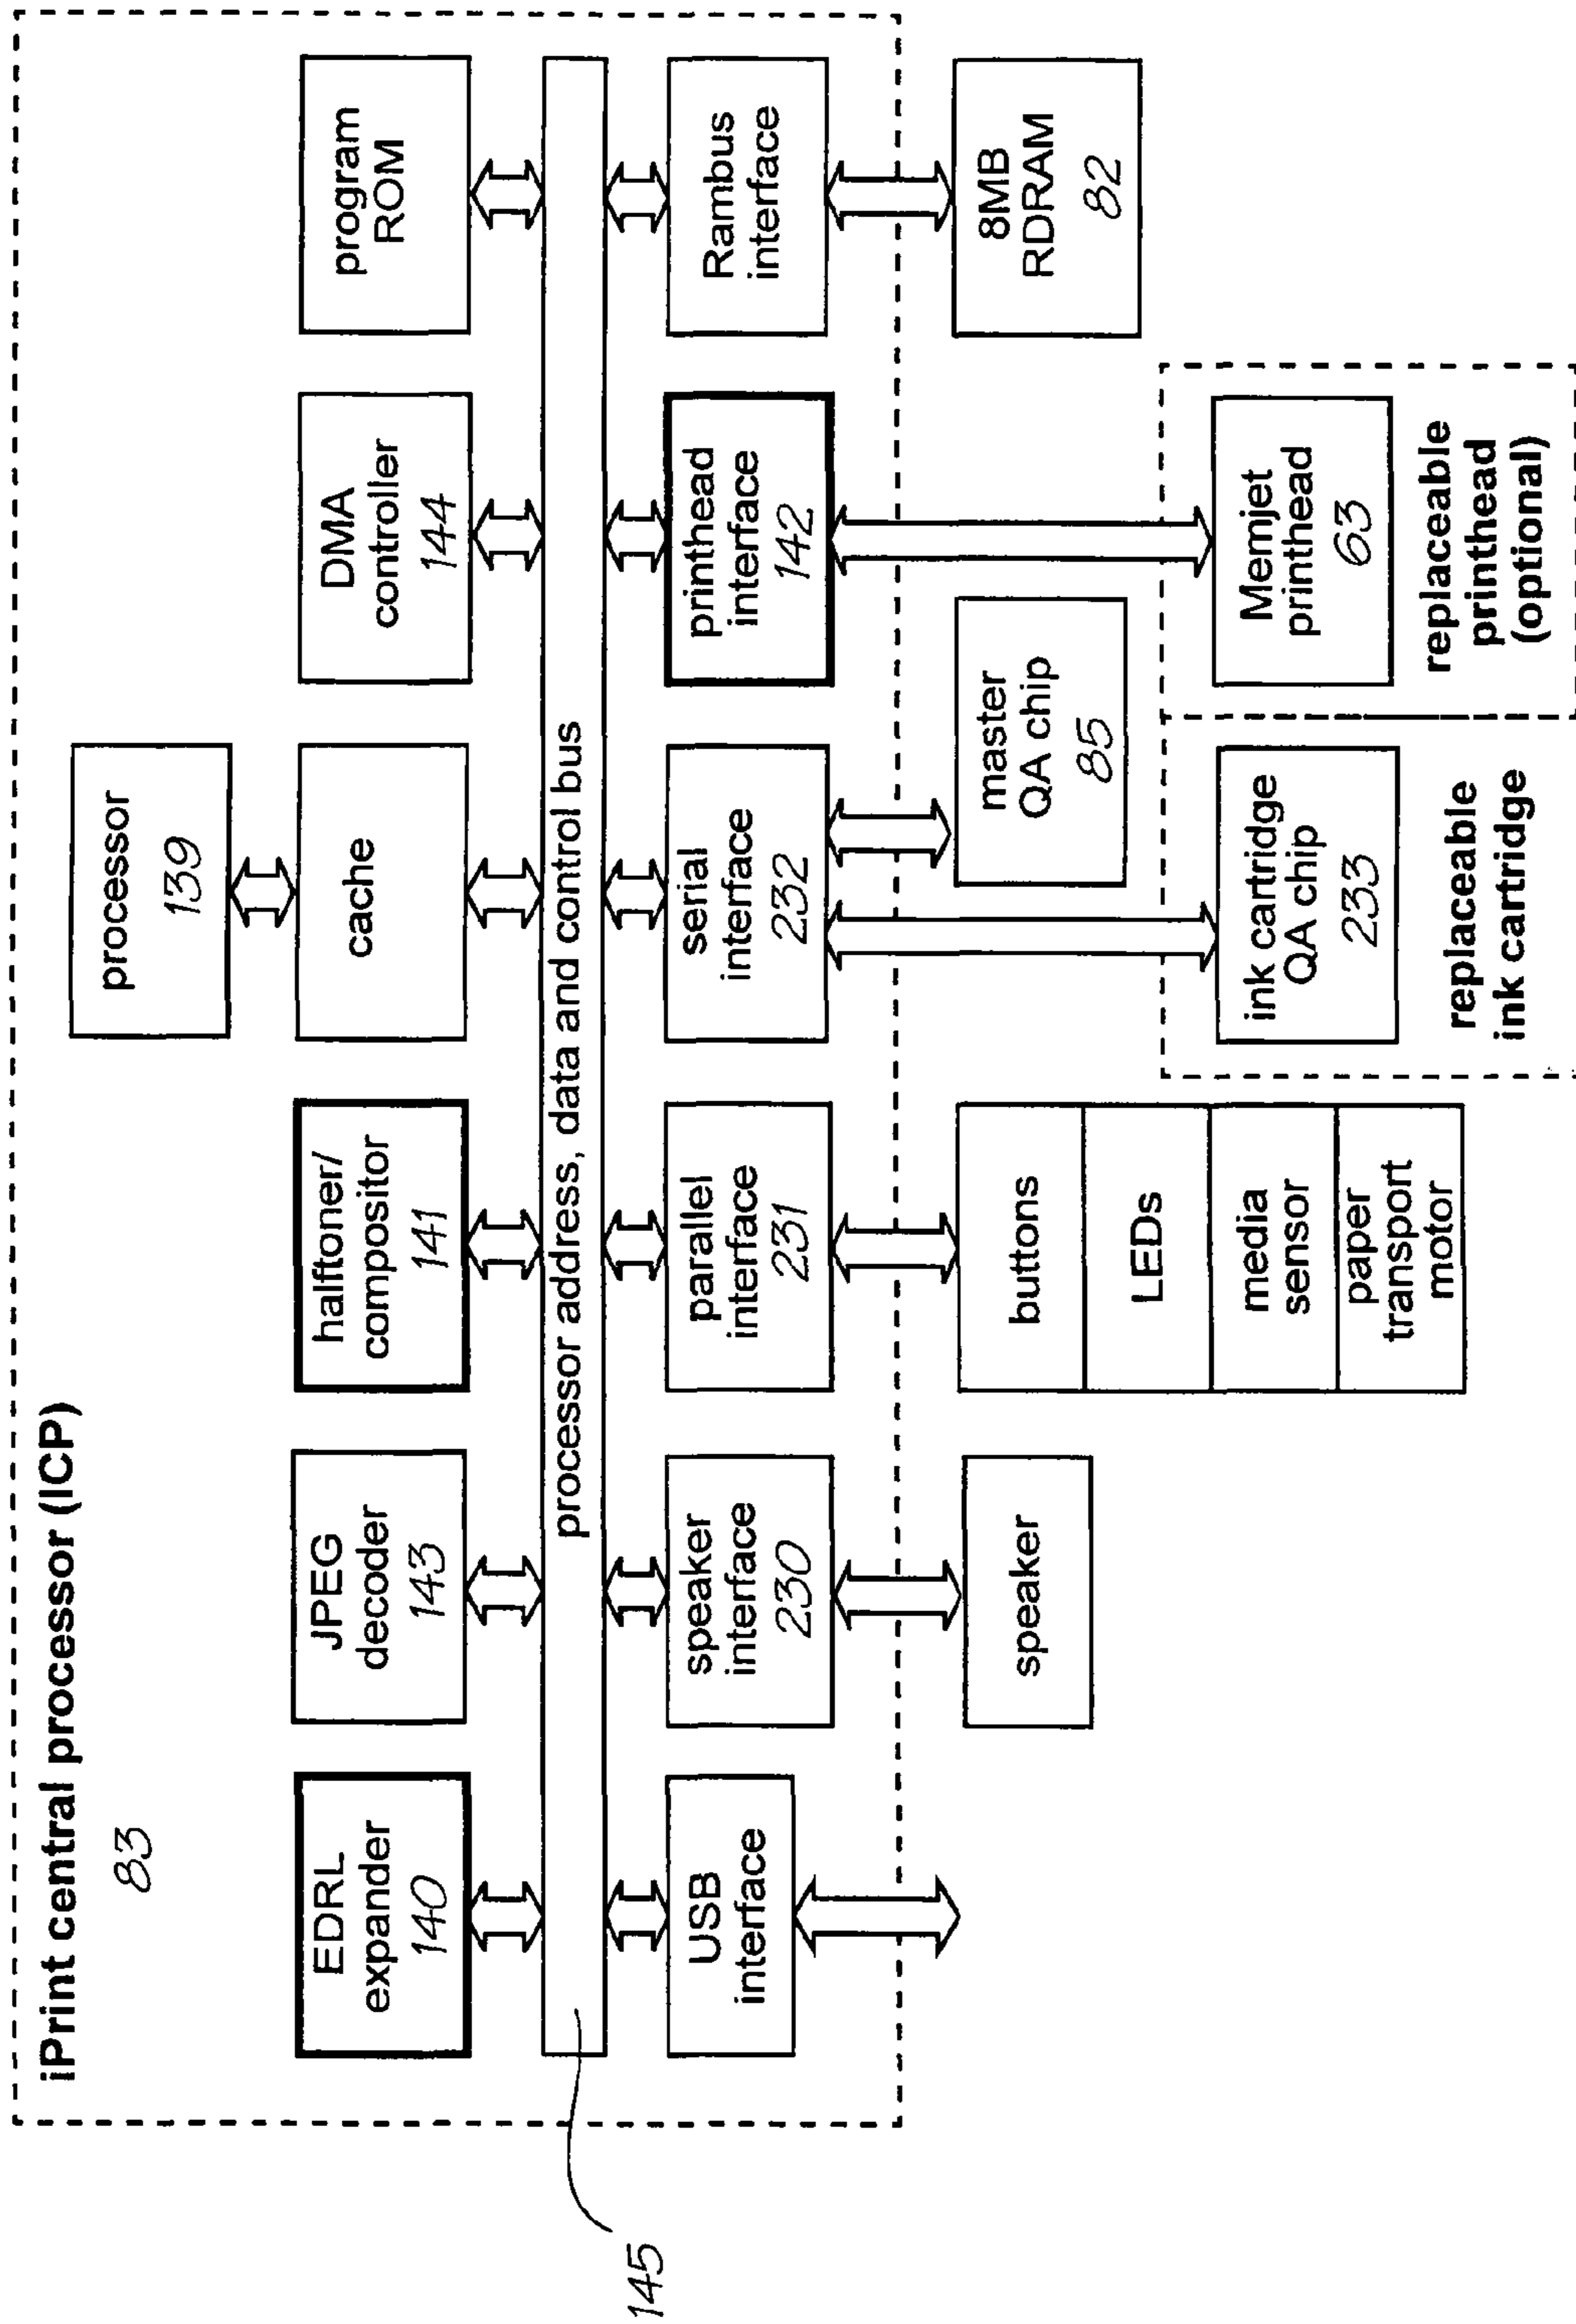 iPrint central processor (ICP)
83
processor
139
EDRL
expander
140
JPEG
decoder
143
halftoner/
compositor
141
cache
DMA
controller
144
program
ROM
processor address, data and control bus
145
USB
interface
speaker
interface
230
parallel
interface
231
serial
interface
232
printhead
interface
142
Rambus
interface
speaker
buttons
LEDs
media
sensor
paper
transport
motor
master
QA chip
85
8MB
RDRAM
82
ink cartridge
QA chip
233
replaceable
ink cartridge
Memjet
printhead
63
replaceable
printhead
(optional)